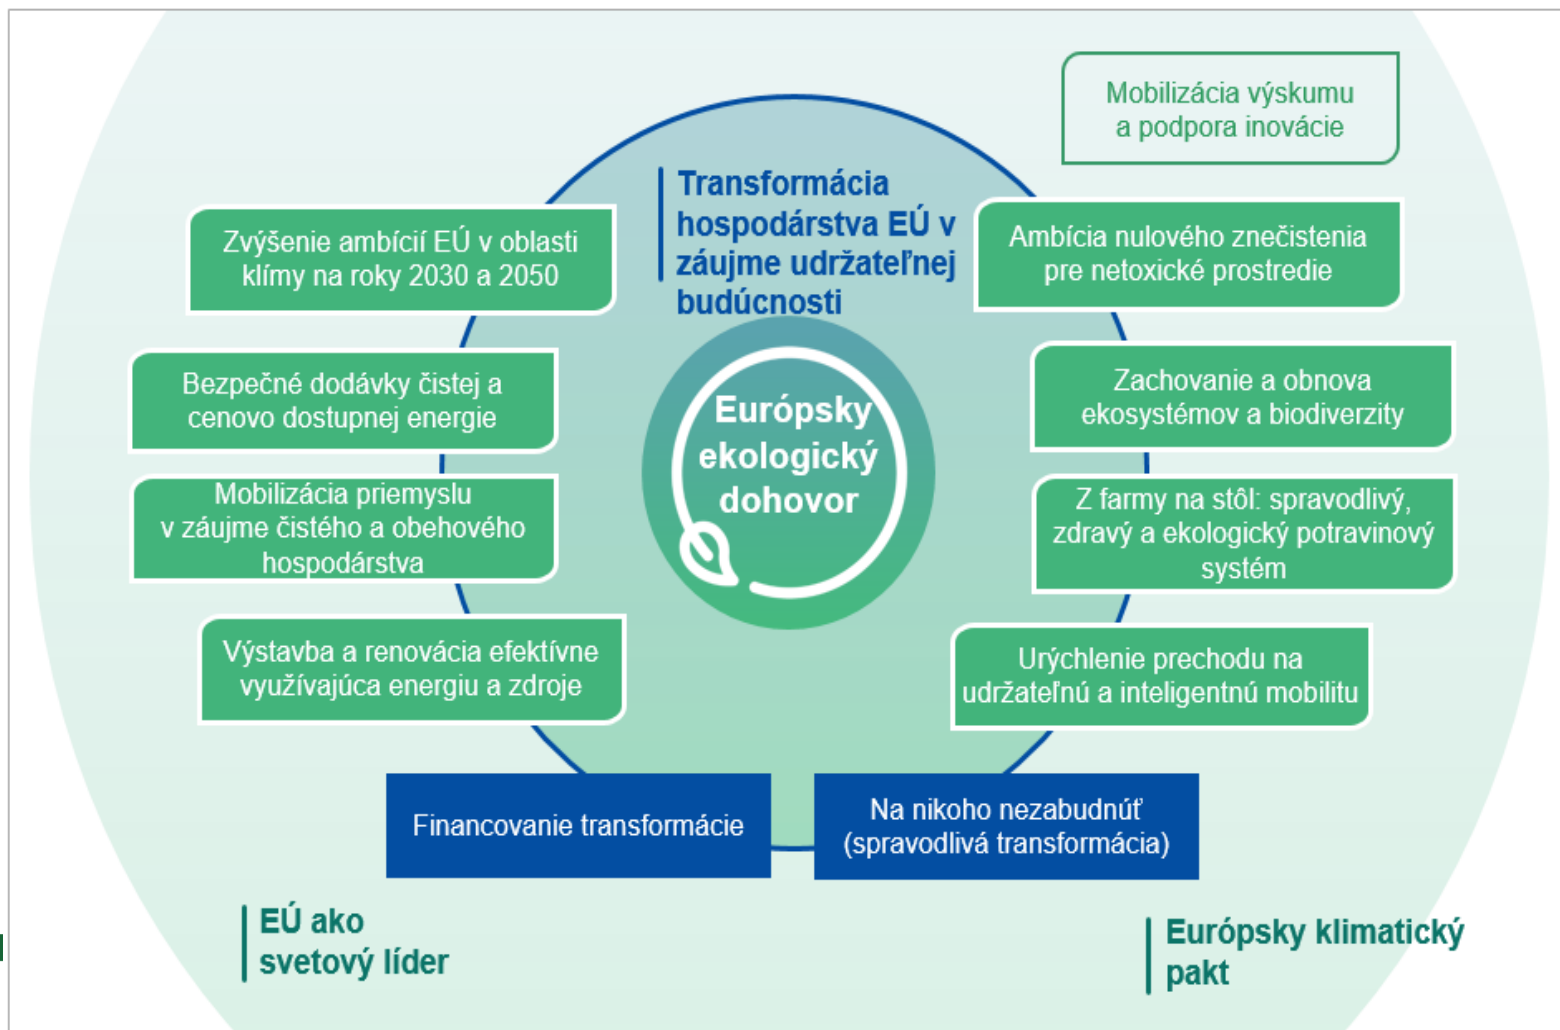 Mobilizácia výskumu
a podpora inovácie
Transformácia
hospodárstva EÚ v
záujme udržateľnej
budúcnosti
Zvýšenie ambícií EÚ v oblasti
klímy na roky 2030 a 2050
Ambícia nulového znečistenia
pre netoxické prostredie
Bezpečné dodávky čistej a
cenovo dostupnej energie
Zachovanie a obnova
ekosystémov a biodiverzity
Európsky
ekologický
dohovor
Mobilizácia priemyslu
v záujme čistého a obehového
hospodárstva
Z farmy na stôl: spravodlivý,
zdravý a ekologický potravinový
systém
Výstavba a renovácia efektívne
využívajúca energiu a zdroje
Urýchlenie prechodu na
udržateľnú a inteligentnú mobilitu
Financovanie transformácie
Na nikoho nezabudnúť
(spravodlivá transformácia)
EÚ ako
svetový líder
Európsky klimatický
pakt